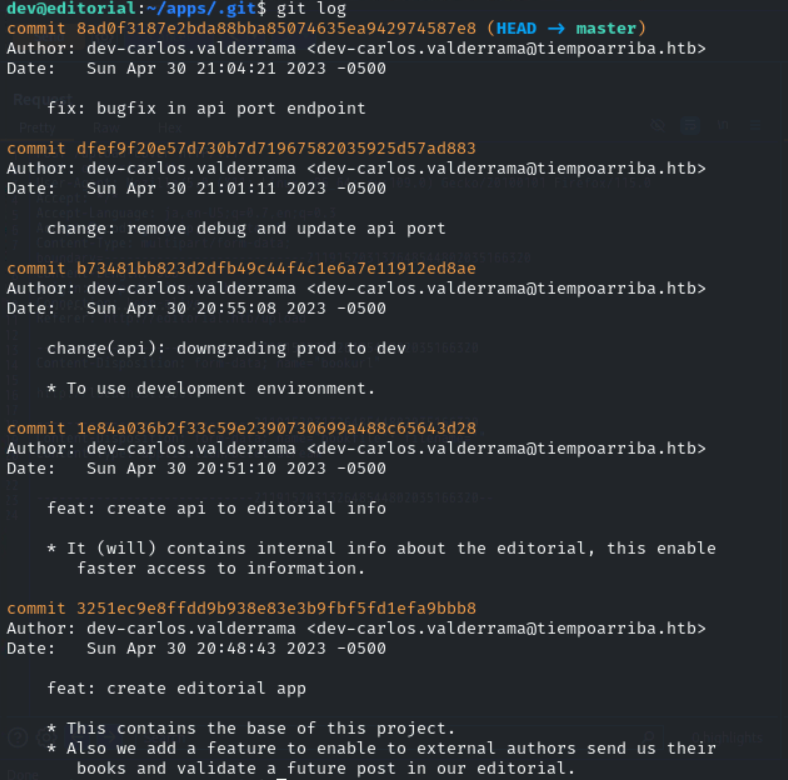 dev@editorial:~/apps/.git$ git log
commit 8ad0f3187e2bda88bba85074635ea942974587e8 (HEAD → master)
Author: dev-carlos.valderrama <dev-carlos.valderrama@tiempoarriba.htb>
Date:   Sun Apr 30 21:04:21 2023 -0500
fix: bugfix in api port endpoint
commit dfef9f20e57d730b7d71967582035925d57ad883
Author: dev-carlos.valderrama <dev-carlos.valderrama@tiempoarriba.htb>
Date:   Sun Apr 30 21:01:11 2023 -0500
change: remove debug and update api port
commit b73481bb823d2dfb49c44f4c1e6a7e11912ed8ae
Author: dev-carlos.valderrama <dev-carlos.valderrama@tiempoarriba.htb>
Date:   Sun Apr 30 20:55:08 2023 -0500
change(api): downgrading prod to dev
* To use development environment.
commit 1e84a036b2f33c59e2390730699a488c65643d28
Author: dev-carlos.valderrama <dev-carlos.valderrama@tiempoarriba.htb>
Date:   Sun Apr 30 20:51:10 2023 -0500
feat: create api to editorial info
* It (will) contains internal info about the editorial, this enable
faster access to information.
commit 3251ec9e8ffdd9b938e83e3b9fbf5fd1efa9bbb8
Author: dev-carlos.valderrama <dev-carlos.valderrama@tiempoarriba.htb>
Date:   Sun Apr 30 20:48:43 2023 -0500
feat: create editorial app
* This contains the base of this project.
* Also we add a feature to enable to external authors send us their
books and validate a future post in our editorial.